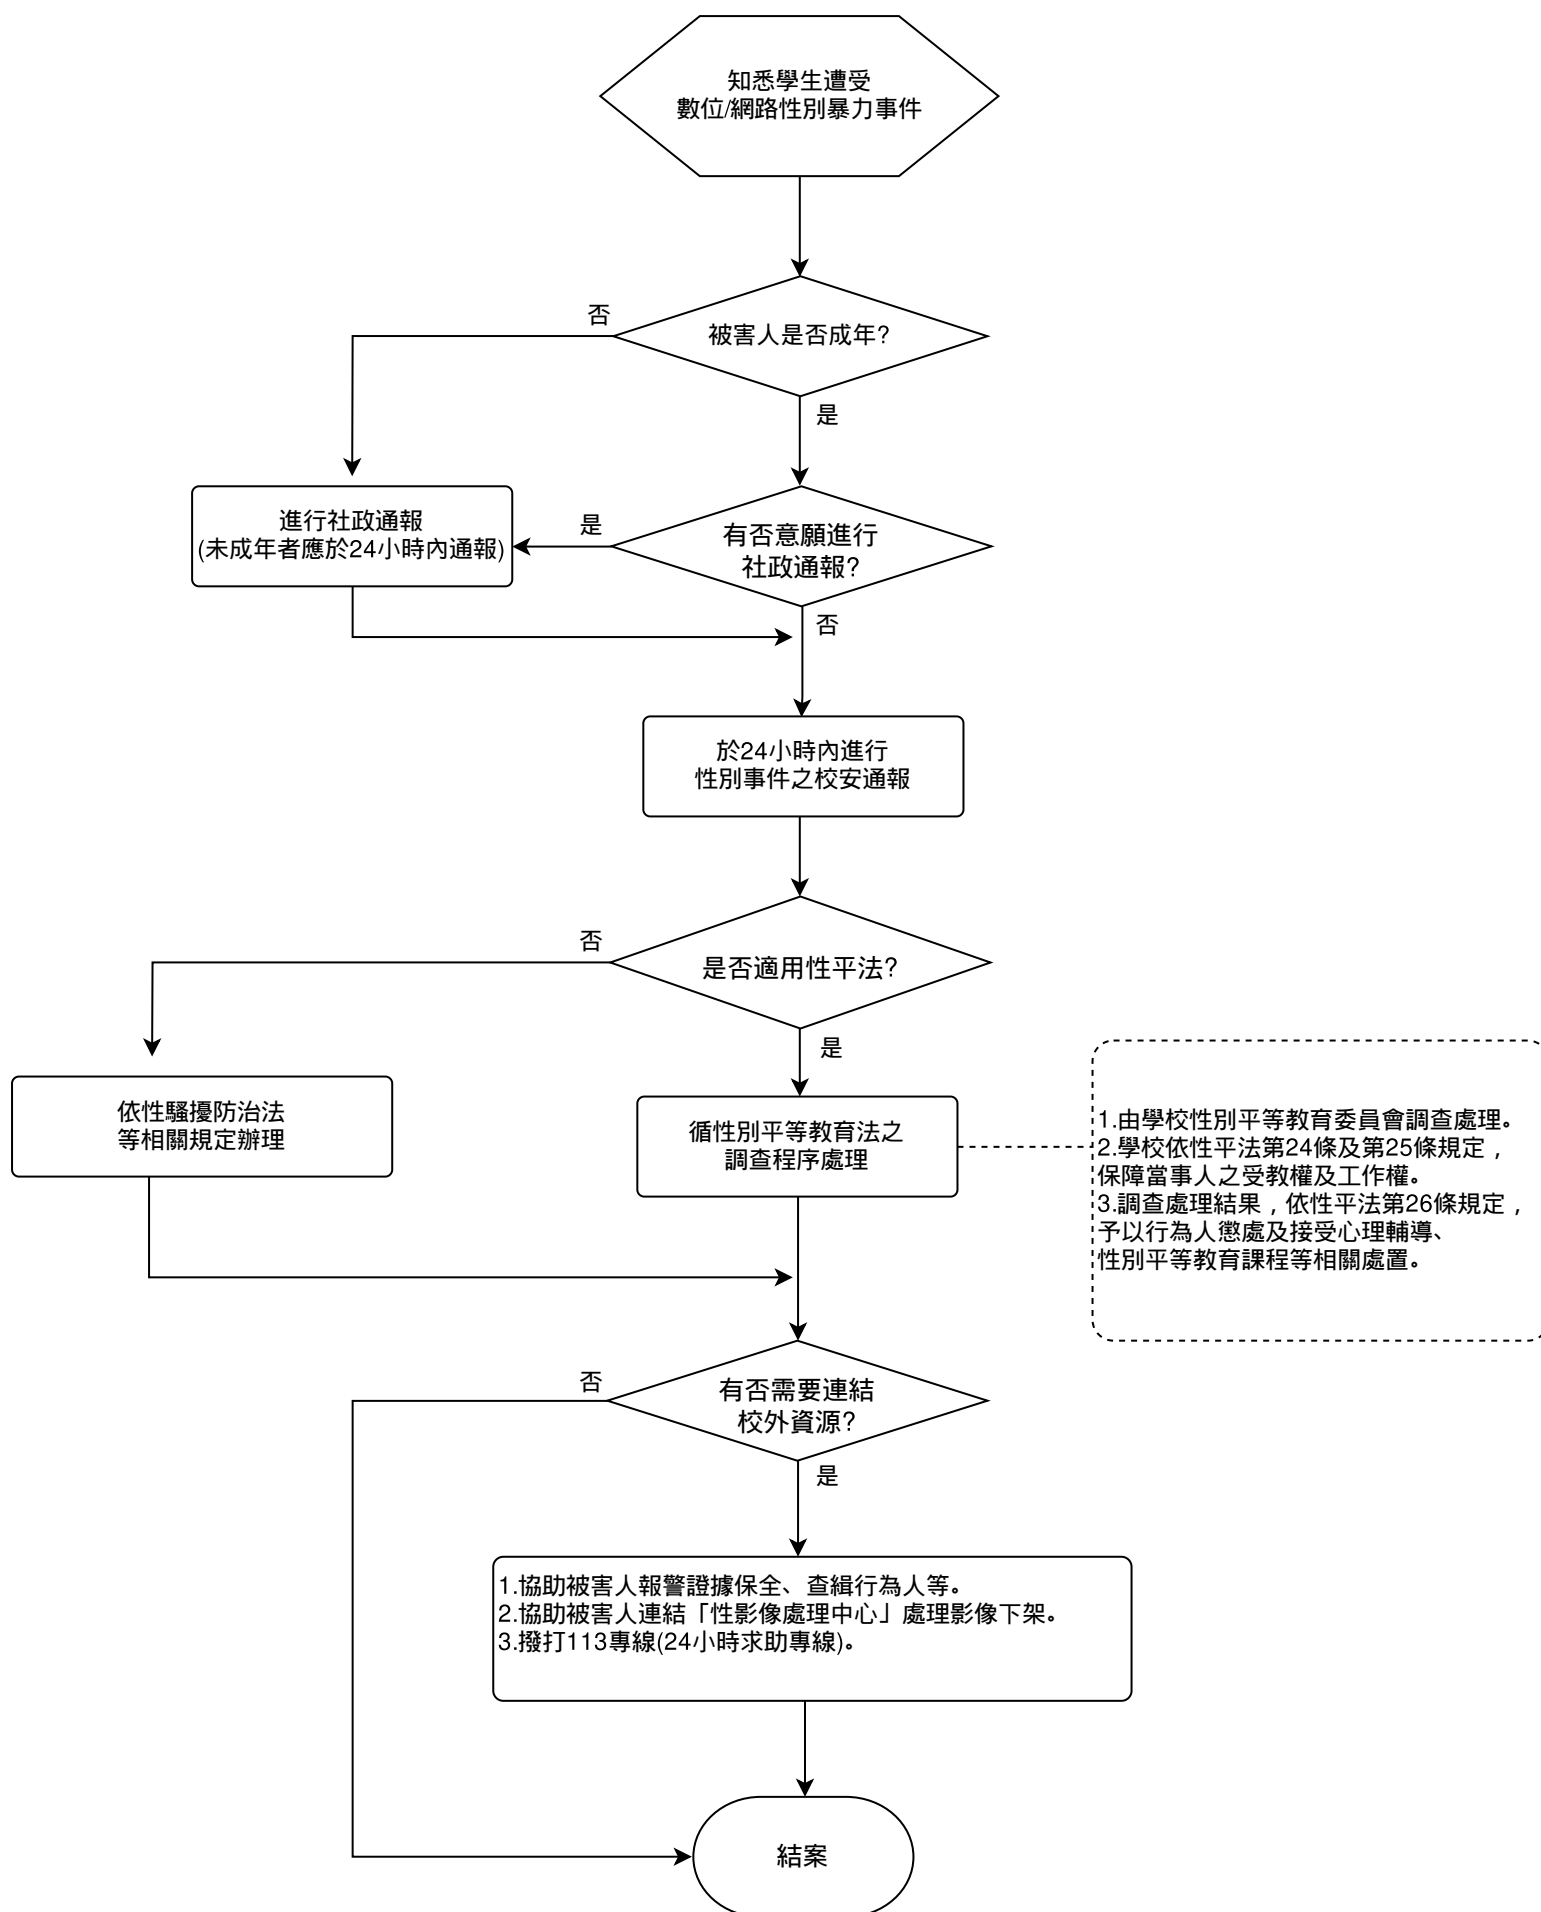 知悉學生遭受
數位/網路性別暴力事件
否
被害人是否成年?
是
進行社政通報
(未成年者應於24小時內通報)
是
有否意願進行
社政通報?
否
於24小時內進行
性別事件之校安通報
否
是否適用性平法?
是
依性騷擾防治法
等相關規定辦理
循性別平等教育法之
調查程序處理
1.由學校性別平等教育委員會調查處理。
2.學校依性平法第24條及第25條規定，
保障當事人之受教權及工作權。
3.調查處理結果，依性平法第26條規定，
予以行為人懲處及接受心理輔導、
性別平等教育課程等相關處置。
否
有否需要連結
校外資源?
是
1.協助被害人報警證據保全、查緝行為人等。
2.協助被害人連結「性影像處理中心」處理影像下架。
3.撥打113專線(24小時求助專線)。
結案